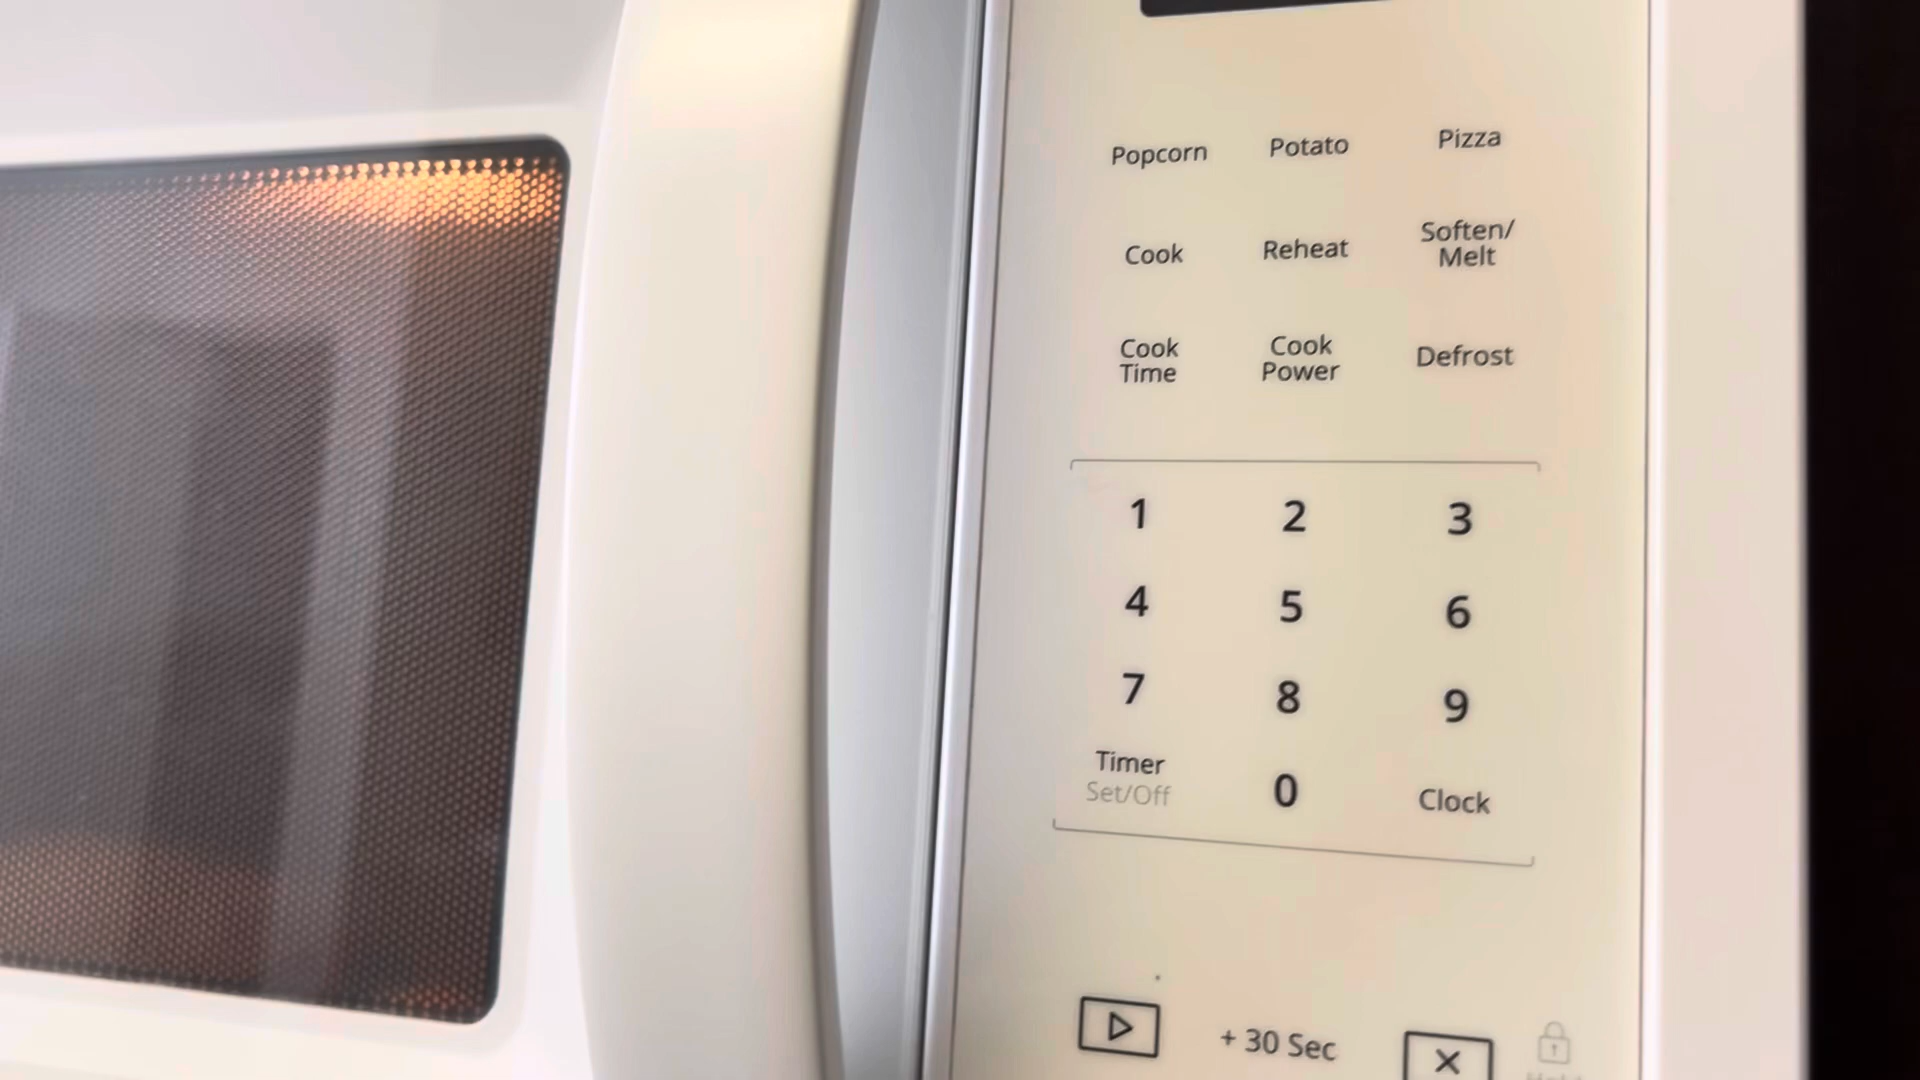 Popcorn Potato Pizza
Cook Reheat Soften/
Melt
Cook Cook Defrost
Time Power
1 2 3
4 5 6
7 8 9
Timer 0 Clock
Set/Off
+ 30 Sec